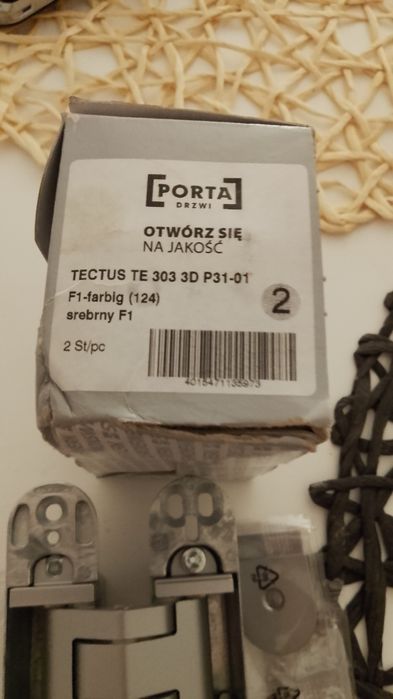 [PORTA]
DRZWI
OTWÓRZ SIĘ
NA JAKOŚĆ
TECTUS TE 303 3D P31-01
F1-farbig (124)
srebrny F1
2
2 St/pc
4015471135973